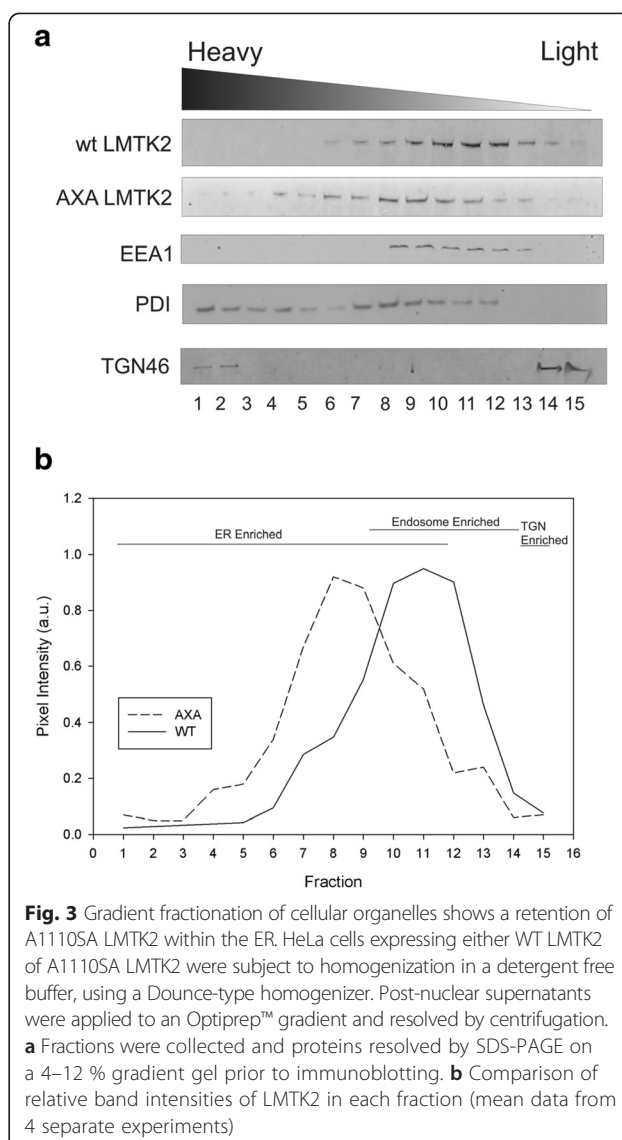 a
Heavy Light
wt LMTK2
AXA LMTK2
EEA1
PDI
TGN46
1 2 3 4 5 6 7 8 9 10 11 12 13 14 15
b
1.2
1.0
0.8
0.6
0.4
0.2
0.0
Pixel Intensity (a.u.)
ER Enriched
Endosome Enriched
TGN
Enriched
AXA
WT
0 1 2 3 4 5 6 7 8 9 10 11 12 13 14 15 16
Fraction
Fig. 3 Gradient fractionation of cellular organelles shows a retention of
A1110SA LMTK2 within the ER. HeLa cells expressing either WT LMTK2
of A1110SA LMTK2 were subject to homogenization in a detergent free
buffer, using a Dounce-type homogenizer. Post-nuclear supernatants
were applied to an Optiprep™ gradient and resolved by centrifugation.
a Fractions were collected and proteins resolved by SDS-PAGE on
a 4–12 % gradient gel prior to immunoblotting. b Comparison of
relative band intensities of LMTK2 in each fraction (mean data from
4 separate experiments)